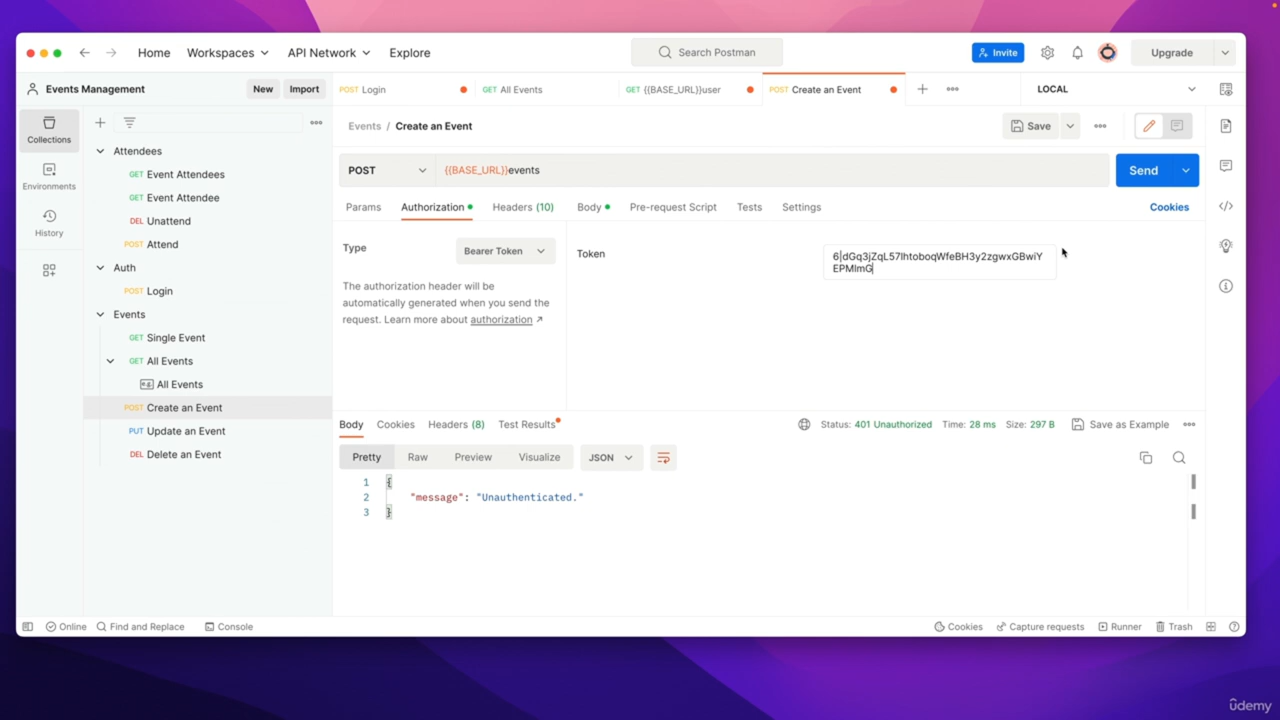 Home
Workspaces
API Network
Explore
Search Postman
Invite
Upgrade
Events Management
New
Import
POST Login
GET All Events
GET {{BASE_URL}}user
POST Create an Event
LOCAL
Collections
Environments
History
Attendees
GET Event Attendees
GET Event Attendee
DEL Unattend
POST Attend
Auth
POST Login
Events
GET Single Event
GET All Events
All Events
POST Create an Event
PUT Update an Event
DEL Delete an Event
Events / Create an Event
Save
POST
{{BASE_URL}}events
Send
Params
Authorization
Headers (10)
Body
Pre-request Script
Tests
Settings
Cookies
Type
Bearer Token
The authorization header will be
automatically generated when you send the
request. Learn more about authorization ↗
Token
6|dGq3jZqL57lhtoboqWfeBH3y2zgwxGBwiY
EPMlmG
Body
Cookies
Headers (8)
Test Results
Status: 401 Unauthorized
Time: 28 ms
Size: 297 B
Save as Example
Pretty
Raw
Preview
Visualize
JSON
1 {
2 "message": "Unauthenticated."
3 }
Online
Find and Replace
Console
Cookies
Capture requests
Runner
Trash
udemy